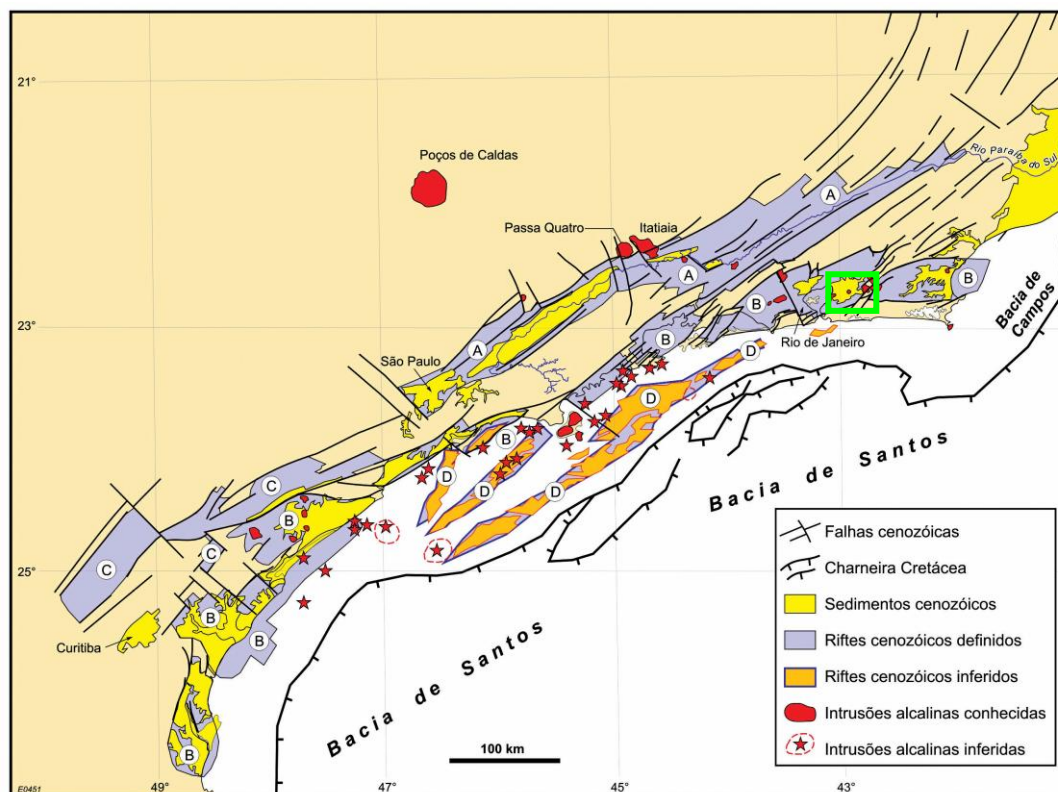 21°
Poços de Caldas
Rio Paraíba do Sul
A
Passa Quatro
Itatiaia
A
B
B
Bacia de
Campos
23°
São Paulo
A
B
Rio de Janeiro
D
D
B
D
D
D
Bacia de Santos
C
B
C
C
25°
B
Curitiba
B
Bacia de Santos
B
100 km
Falhas cenozóicas
Charneira Cretácea
Sedimentos cenozóicos
Riftes cenozóicos definidos
Riftes cenozóicos inferidos
Intrusões alcalinas conhecidas
Intrusões alcalinas inferidas
E0451
49°
47°
45°
43°